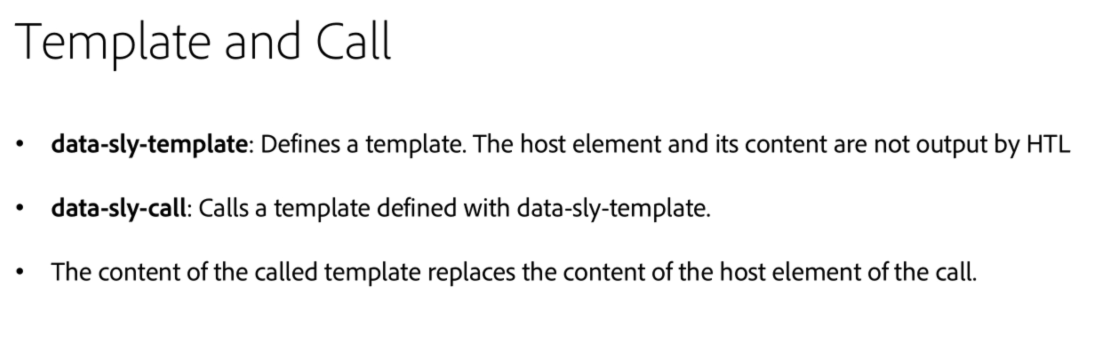 Template and Call
• data-sly-template: Defines a template. The host element and its content are not output by HTL
• data-sly-call: Calls a template defined with data-sly-template.
• The content of the called template replaces the content of the host element of the call.